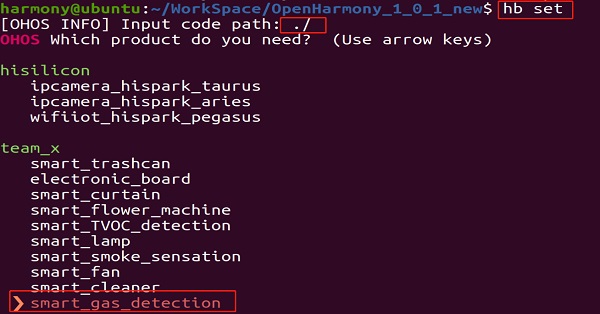 harmony@ubuntu:~/WorkSpace/OpenHarmony_1_0_1_new$ hb set
[OHOS INFO] Input code path: ./
OHOS Which product do you need?  (Use arrow keys)
hisilicon
ipcamera_hispark_taurus
ipcamera_hispark_aries
wifiiot_hispark_pegasus
team_x
smart_trashcan
electronic_board
smart_curtain
smart_flower_machine
smart_TVOC_detection
smart_lamp
smart_smoke_sensation
smart_fan
smart_cleaner
❯ smart_gas_detection